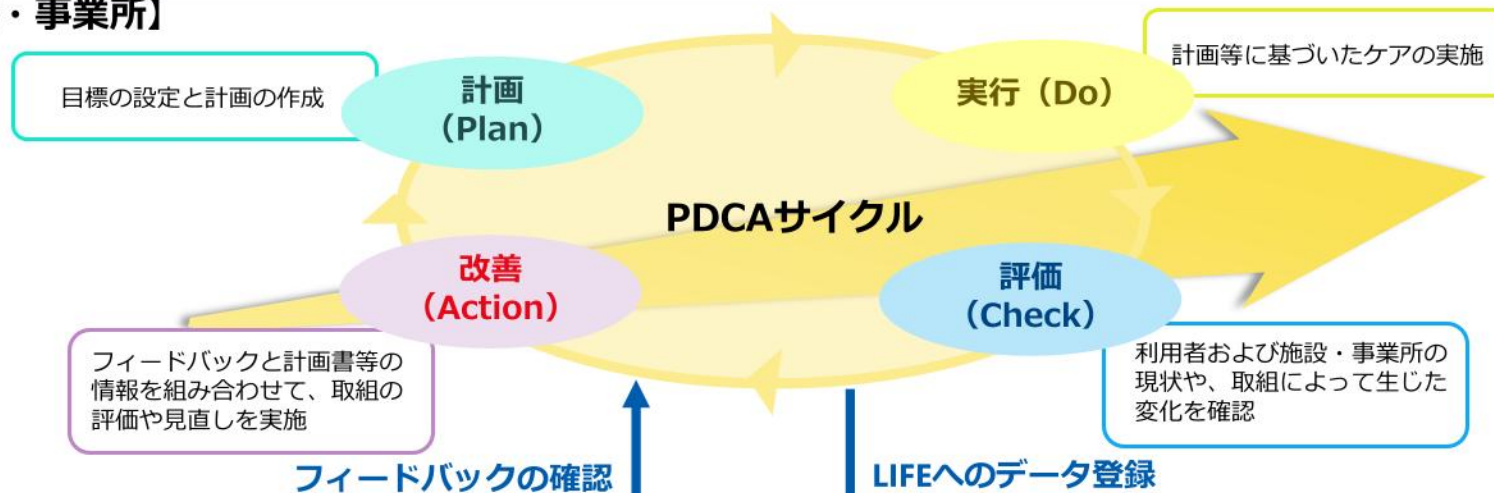 ・事業所】
目標の設定と計画の作成
計画
（Plan）
実行（Do）
計画等に基づいたケアの実施
PDCAサイクル
改善
（Action）
評価
（Check）
フィードバックと計画書等の
情報を組み合わせて、取組の
評価や見直しを実施
利用者および施設・事業所の
現状や、取組によって生じた
変化を確認
フィードバックの確認
LIFEへのデータ登録